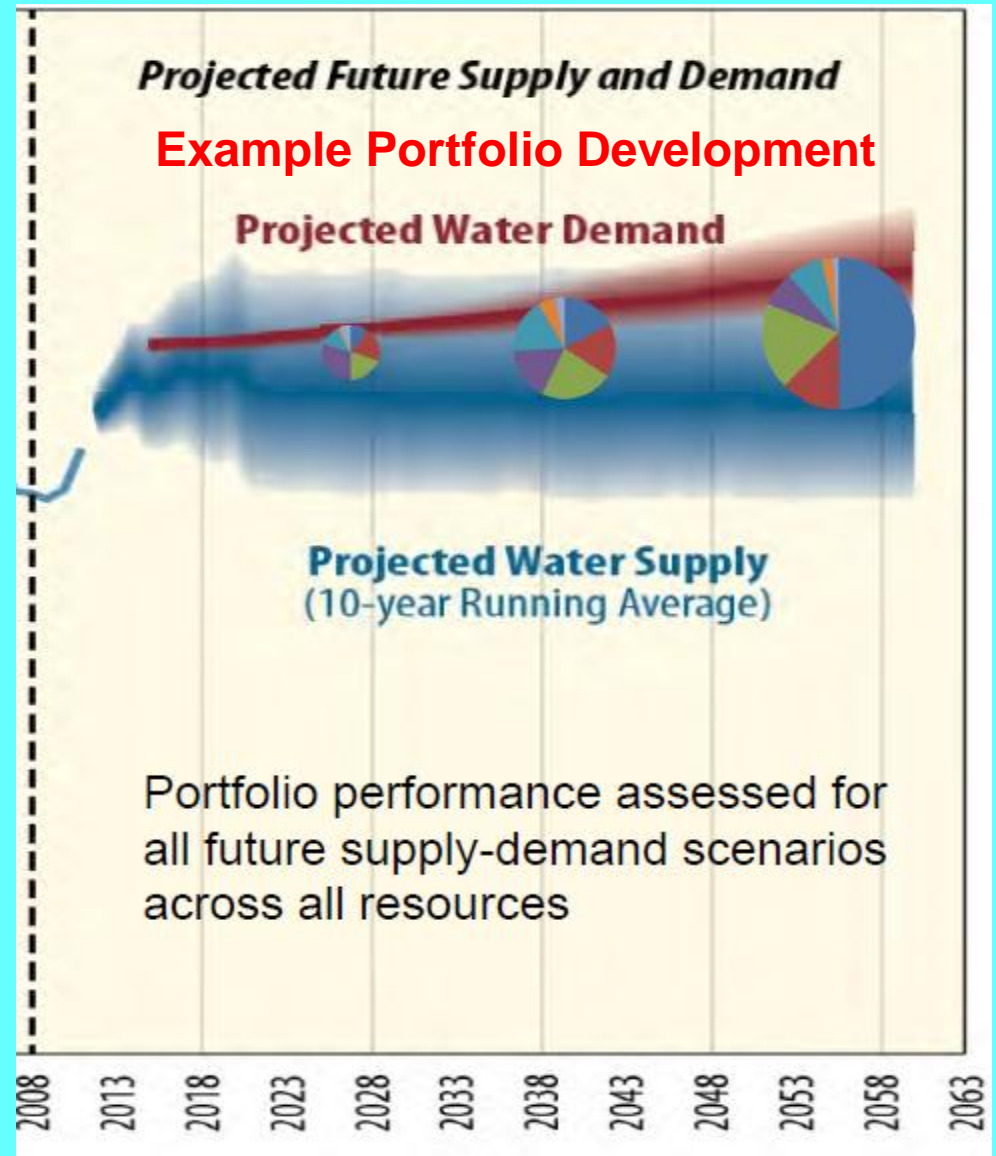 Projected Future Supply and Demand
Example Portfolio Development
Projected Water Demand
Projected Water Supply
(10-year Running Average)
Portfolio performance assessed for
all future supply-demand scenarios
across all resources
2008
2013
2018
2023
2028
2033
2038
2043
2048
2053
2058
2063